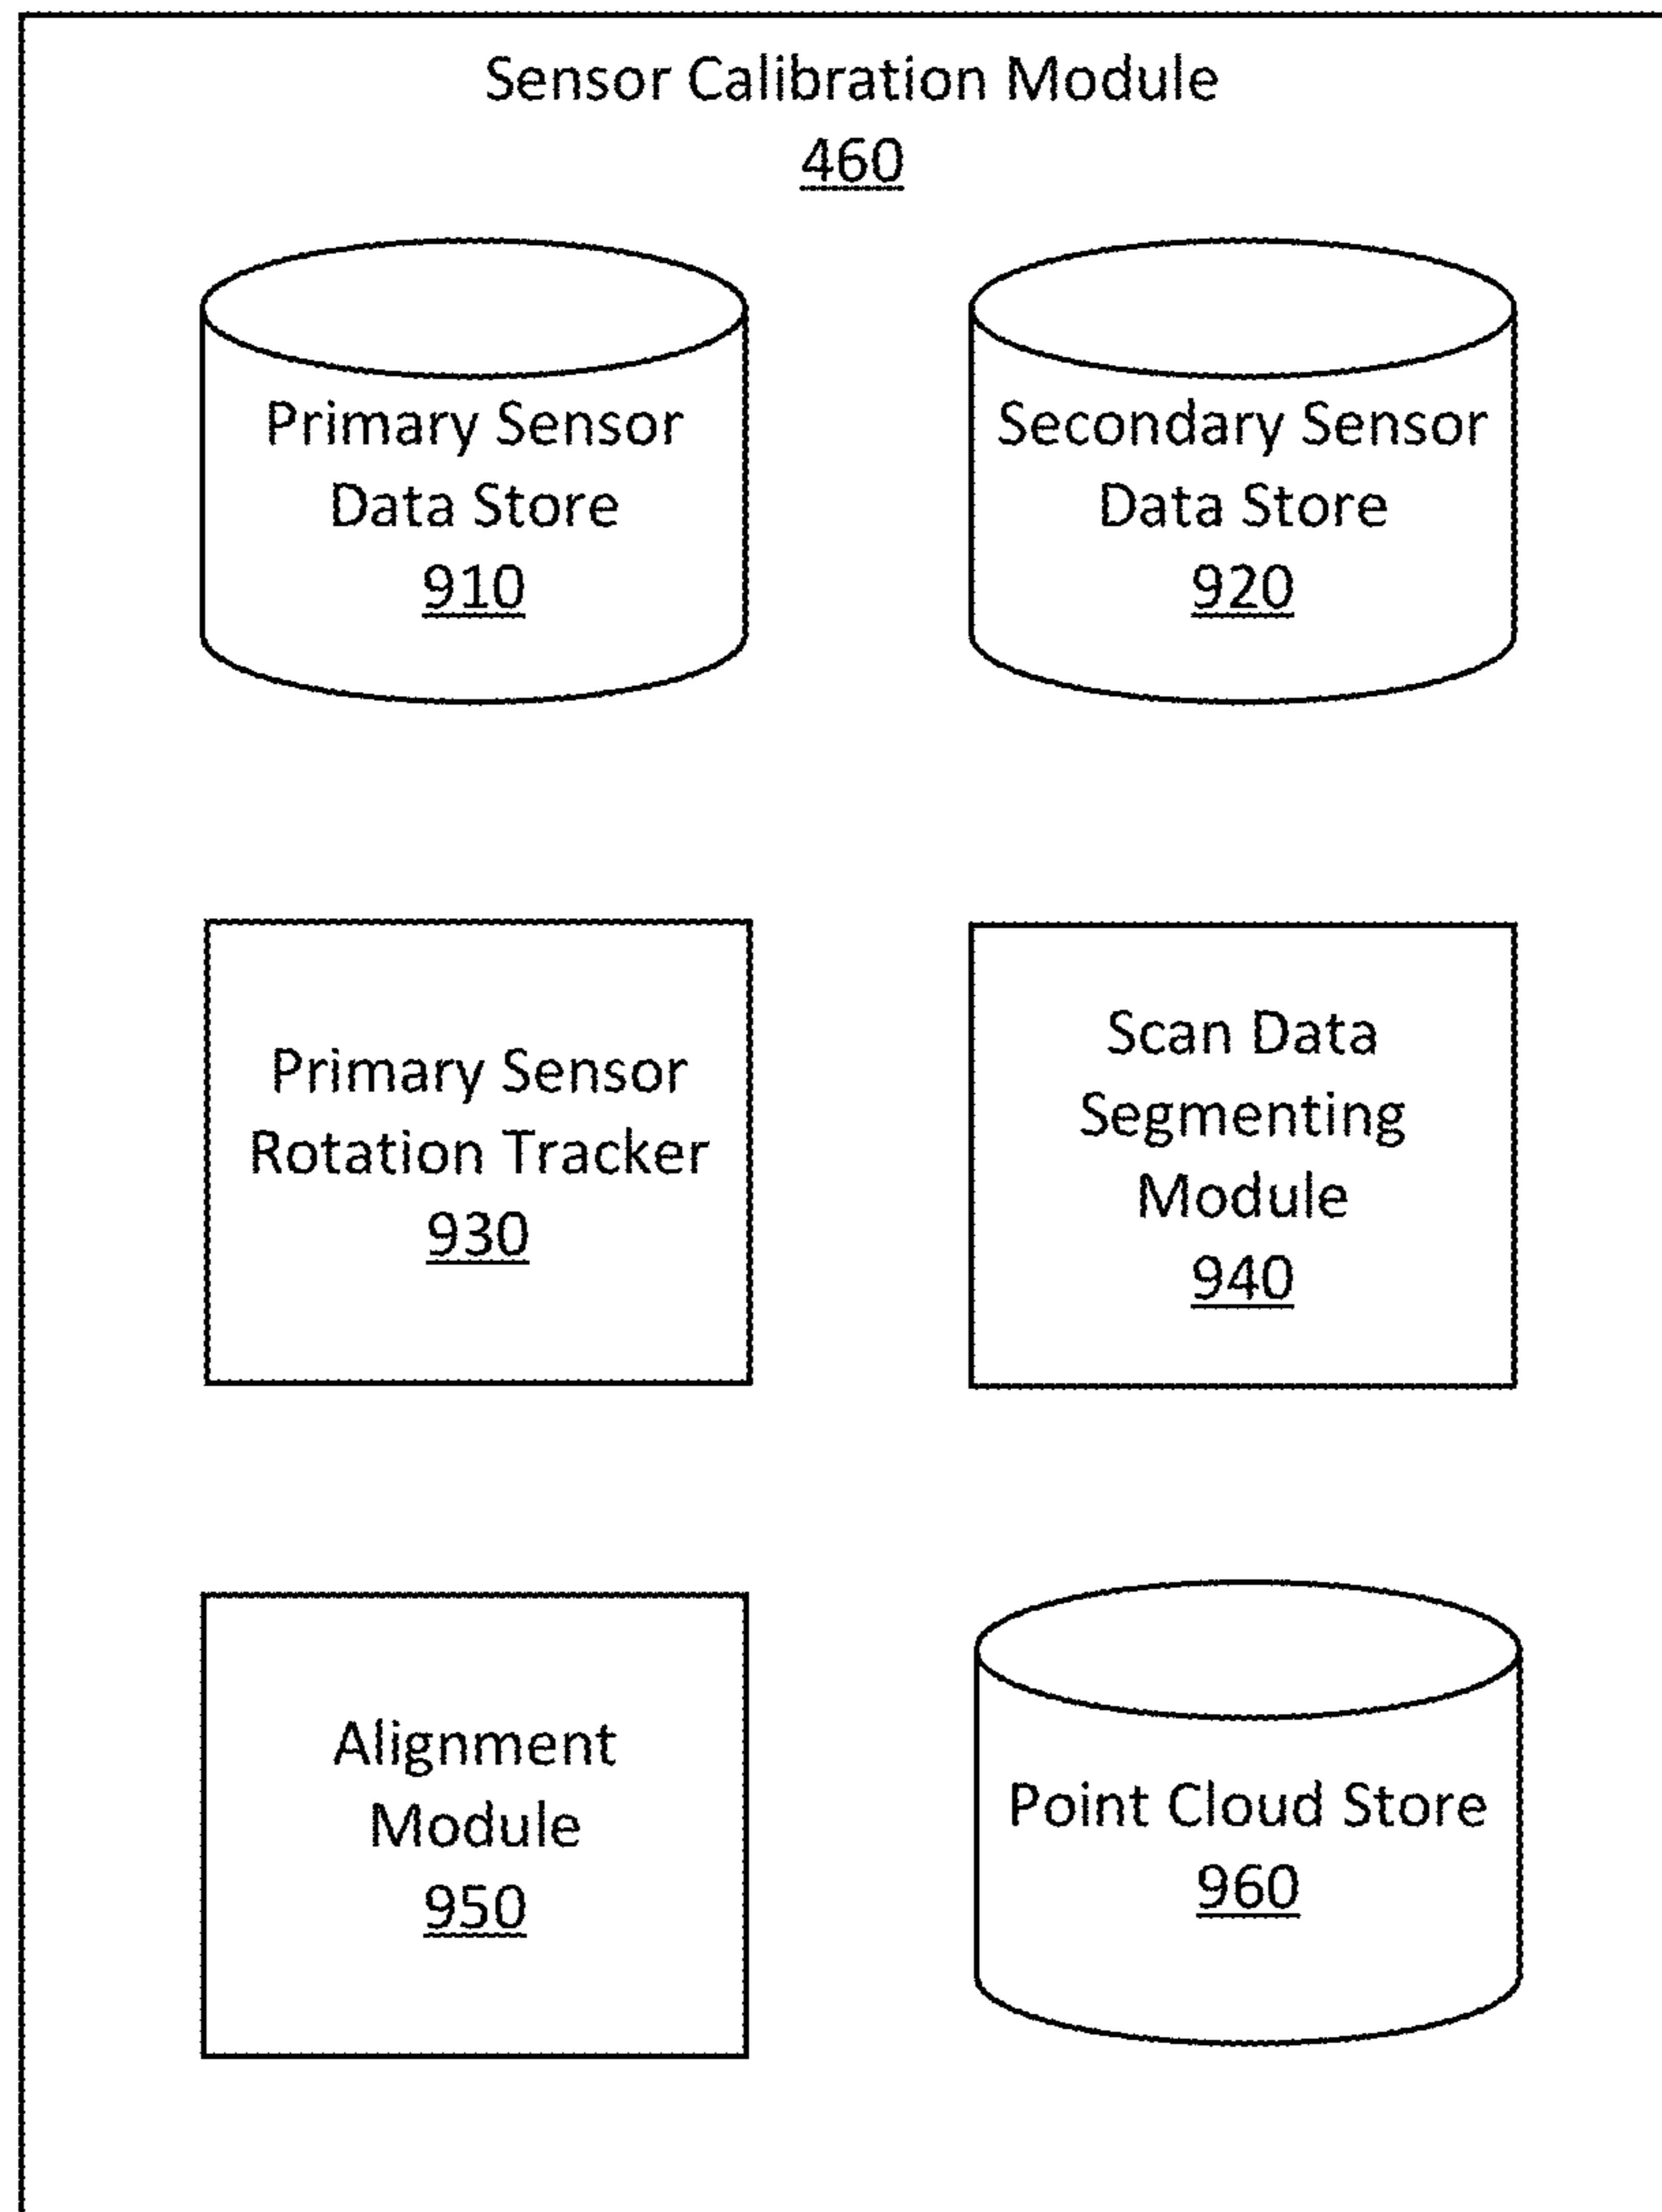 Sensor Calibration Module
460
Primary Sensor
Data Store
910
Secondary Sensor
Data Store
920
Primary Sensor
Rotation Tracker
930
Scan Data
Segmenting
Module
940
Alignment
Module
950
Point Cloud Store
960